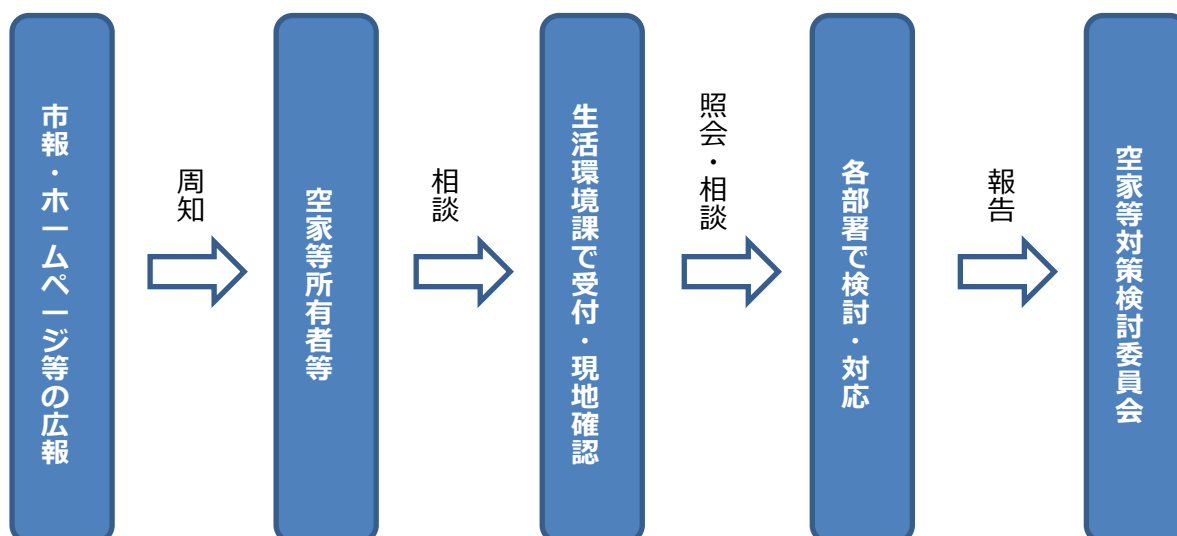 市報・ホームページ等の広報
周知
空家等所有者等
相談
生活環境課で受付・現地確認
照会・相談
各部署で検討・対応
報告
空家等対策検討委員会